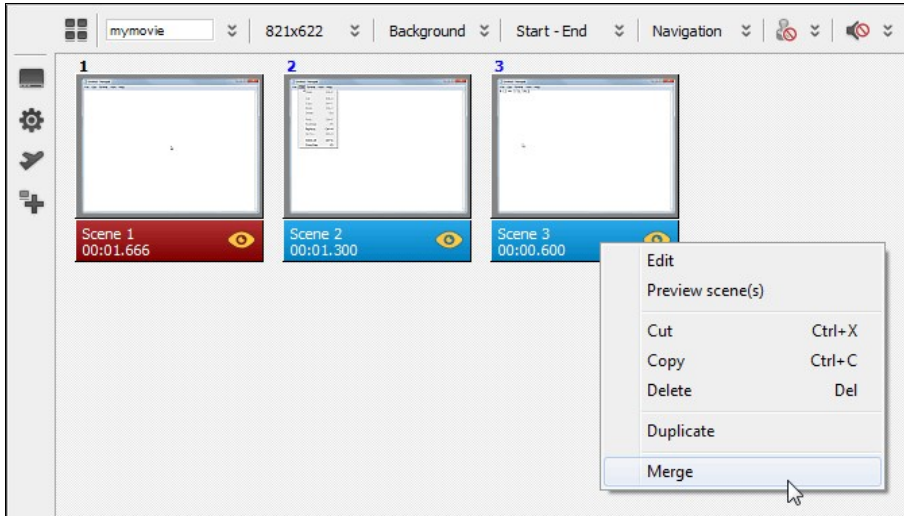 mymovie 821x622 Background Start - End Navigation
1 2 3
Scene 1
00:01.666
Scene 2
00:01.300
Scene 3
00:00.600
Edit
Preview scene(s)
Cut Ctrl+X
Copy Ctrl+C
Delete Del
Duplicate
Merge